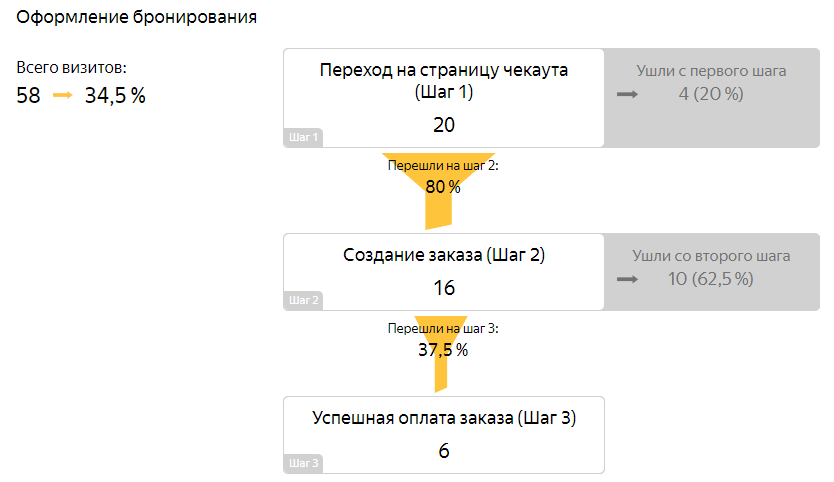 Оформление бронирования
Всего визитов:
58 → 34,5 %
Переход на страницу чекаута
(Шаг 1)
20
Шаг 1
Ушли с первого шага
→ 4 (20 %)
Перешли на шаг 2:
80 %
Создание заказа (Шаг 2)
16
Шаг 2
Ушли со второго шага
→ 10 (62,5 %)
Перешли на шаг 3:
37,5 %
Успешная оплата заказа (Шаг 3)
6
Шаг 3